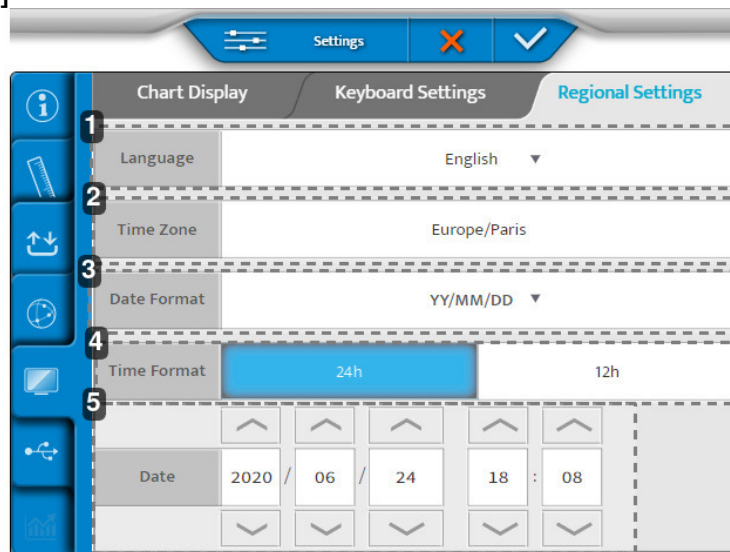 ]
Settings
Chart Display Keyboard Settings Regional Settings
1
Language English
2
Time Zone Europe/Paris
3
Date Format YY/MM/DD
4
Time Format 24h 12h
5
Date 2020 / 06 / 24 18 : 08